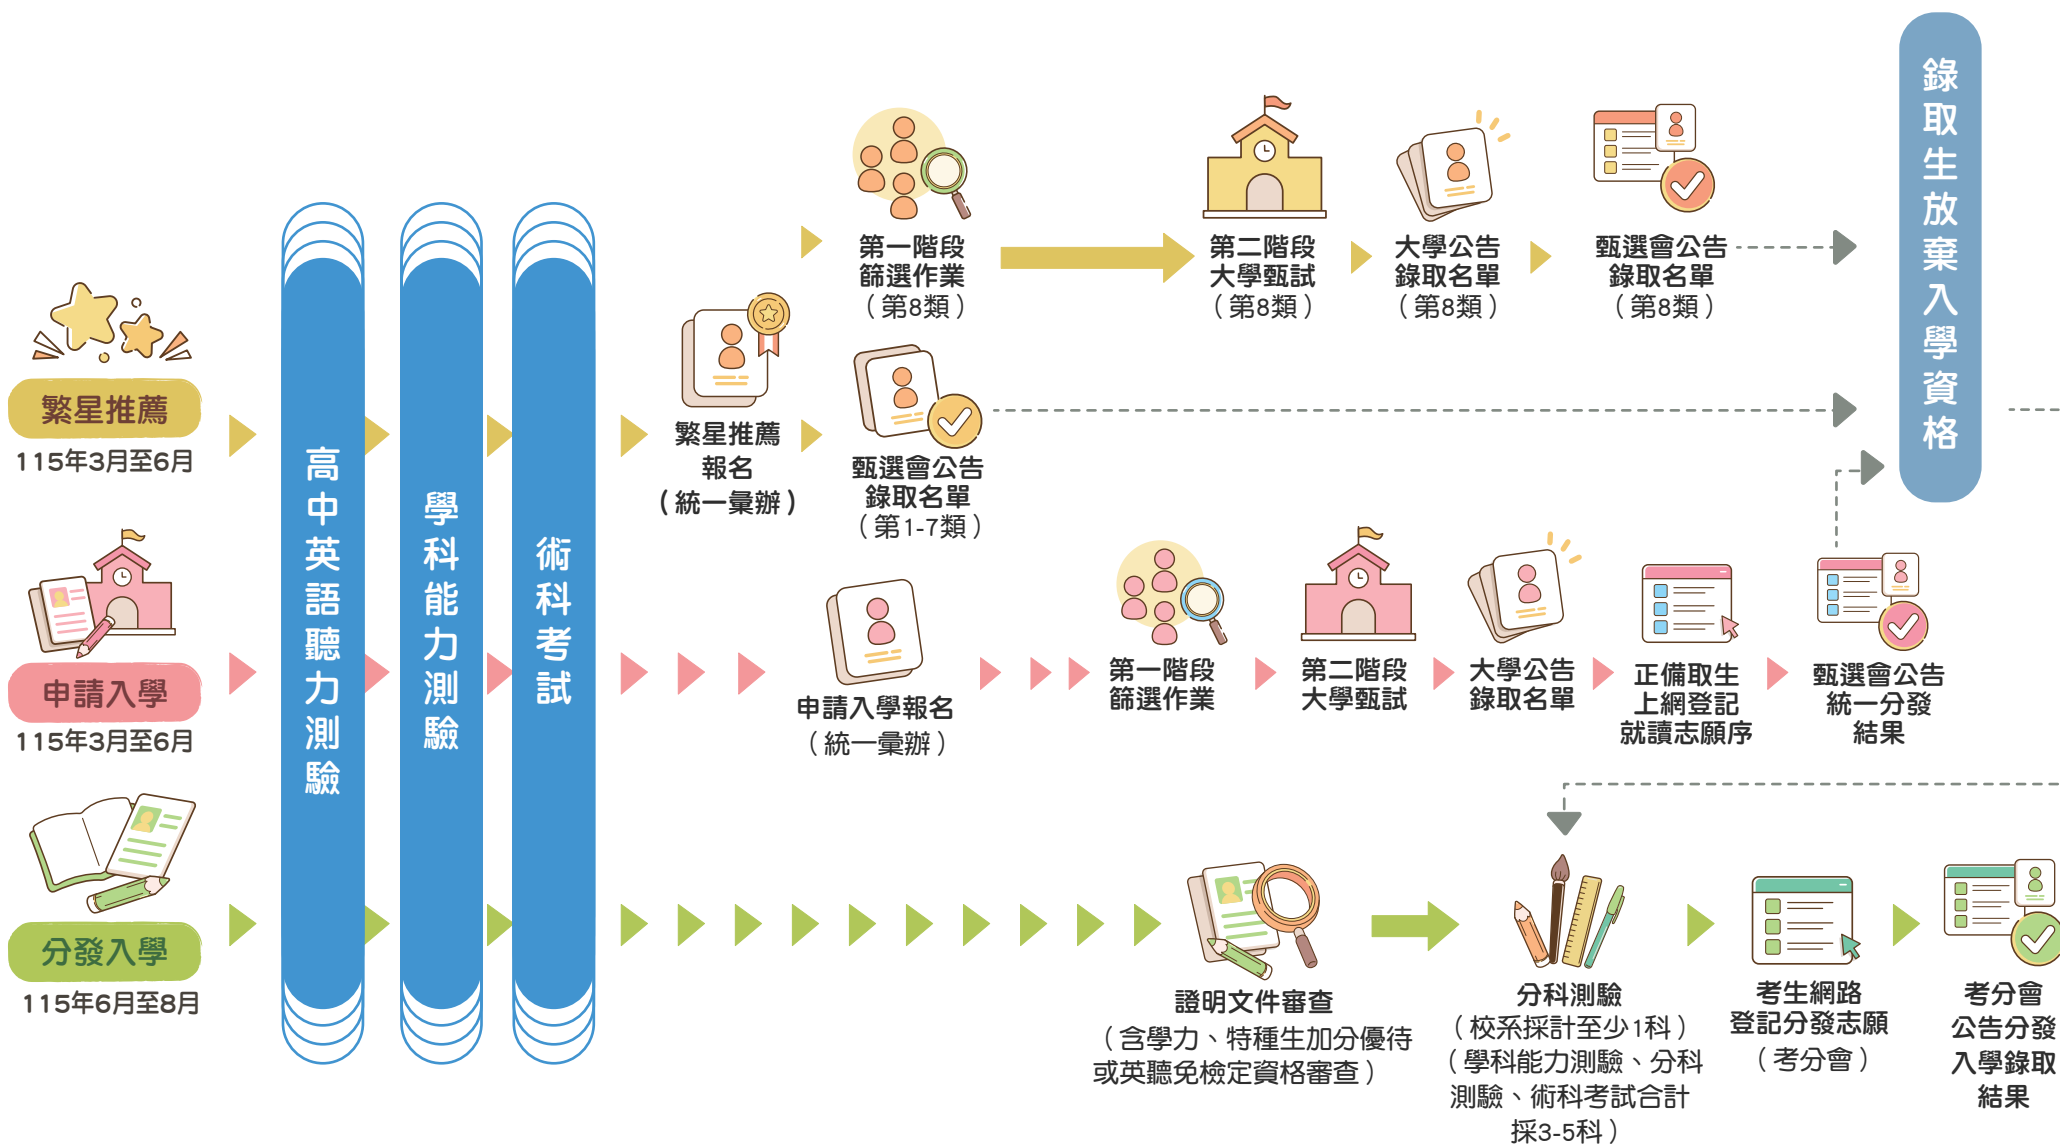 繁星推薦
115年3月至6月
申請入學
115年3月至6月
分發入學
115年6月至8月
高中英語聽力測驗
學科能力測驗
術科考試
繁星推薦
報名
（統一彙辦）
第一階段
篩選作業
（第8類）
第二階段
大學甄試
（第8類）
大學公告
錄取名單
（第8類）
甄選會公告
錄取名單
（第8類）
甄選會公告
錄取名單
（第1-7類）
錄取生放棄入學資格
申請入學報名
（統一彙辦）
第一階段
篩選作業
第二階段
大學甄試
大學公告
錄取名單
正備取生
上網登記
就讀志願序
甄選會公告
統一分發
結果
證明文件審查
（含學力、特種生加分優待
或英聽免檢定資格審查）
分科測驗
（校系採計至少1科）
（學科能力測驗、分科
測驗、術科考試合計
採3-5科）
考生網路
登記分發志願
（考分會）
考分會
公告分發
入學錄取
結果